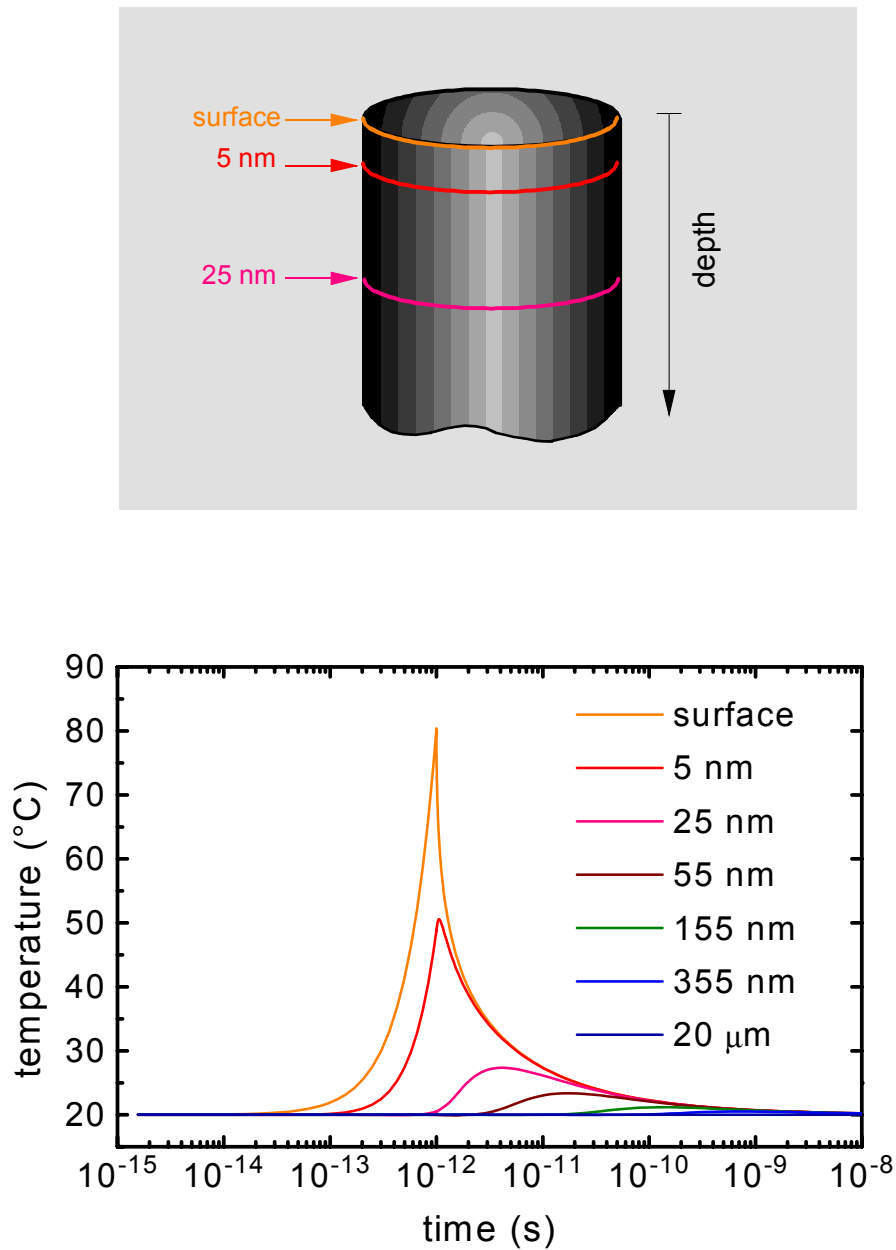 surface
5 nm
25 nm
depth
90
80
70
60
50
40
30
20
temperature (°C)
surface
5 nm
25 nm
55 nm
155 nm
355 nm
20 μm
10⁻¹⁵ 10⁻¹⁴ 10⁻¹³ 10⁻¹² 10⁻¹¹ 10⁻¹⁰ 10⁻⁹ 10⁻⁸
time (s)